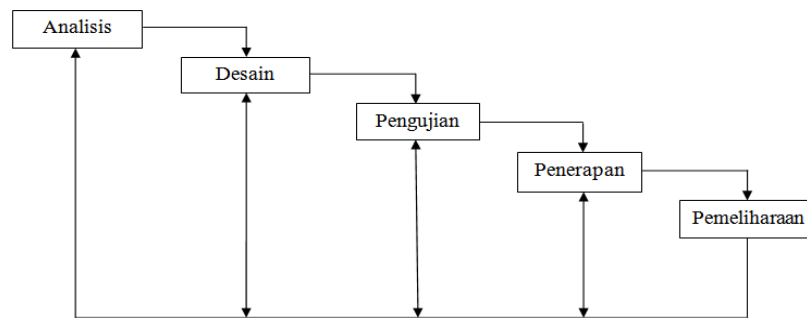 Analisis
Desain
Pengujian
Penerapan
Pemeliharaan